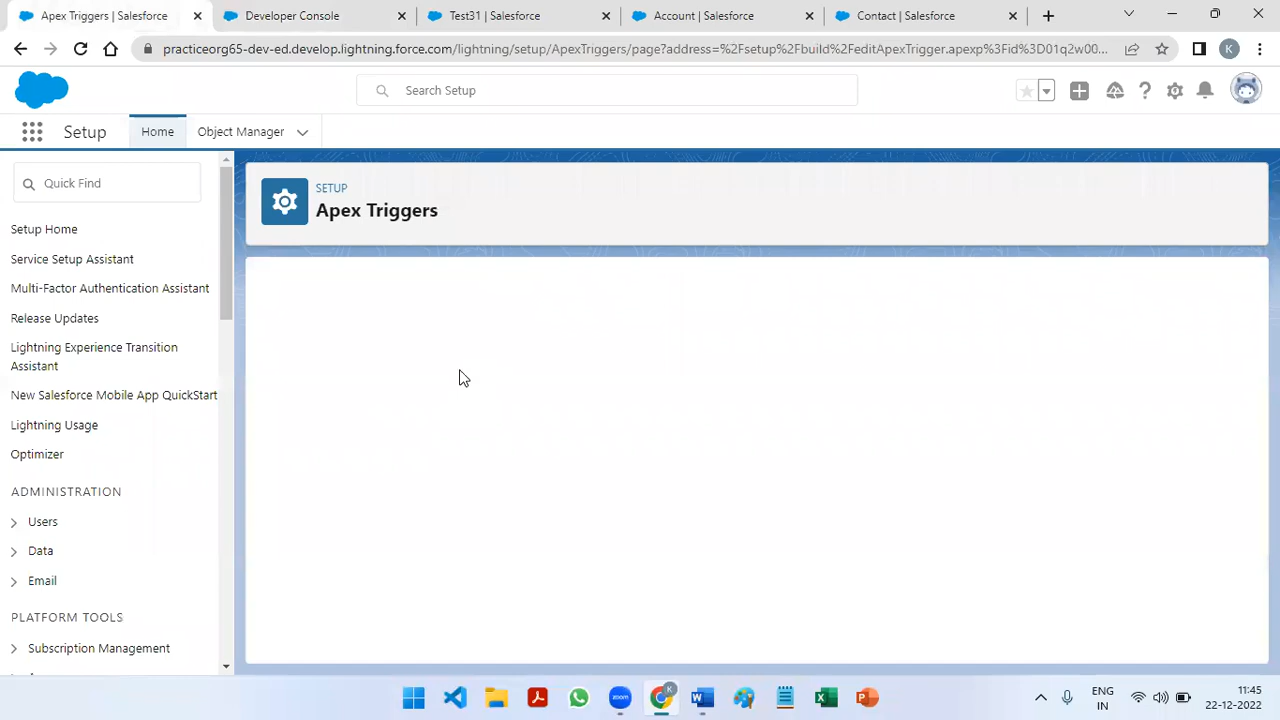 Apex Triggers | Salesforce
Developer Console
Test31 | Salesforce
Account | Salesforce
Contact | Salesforce
practiceorg65-dev-ed.develop.lightning.force.com/lightning/setup/ApexTriggers/page?address=%2Fsetup%2Fbuild%2FeditApexTrigger.apexp%3Fid%3D01q2w00...
K
Search Setup
Setup
Home
Object Manager
Quick Find
SETUP
Apex Triggers
Setup Home
Service Setup Assistant
Multi-Factor Authentication Assistant
Release Updates
Lightning Experience Transition
Assistant
New Salesforce Mobile App QuickStart
Lightning Usage
Optimizer
ADMINISTRATION
Users
Data
Email
PLATFORM TOOLS
Subscription Management
zoom
K
ENG
IN
11:45
22-12-2022